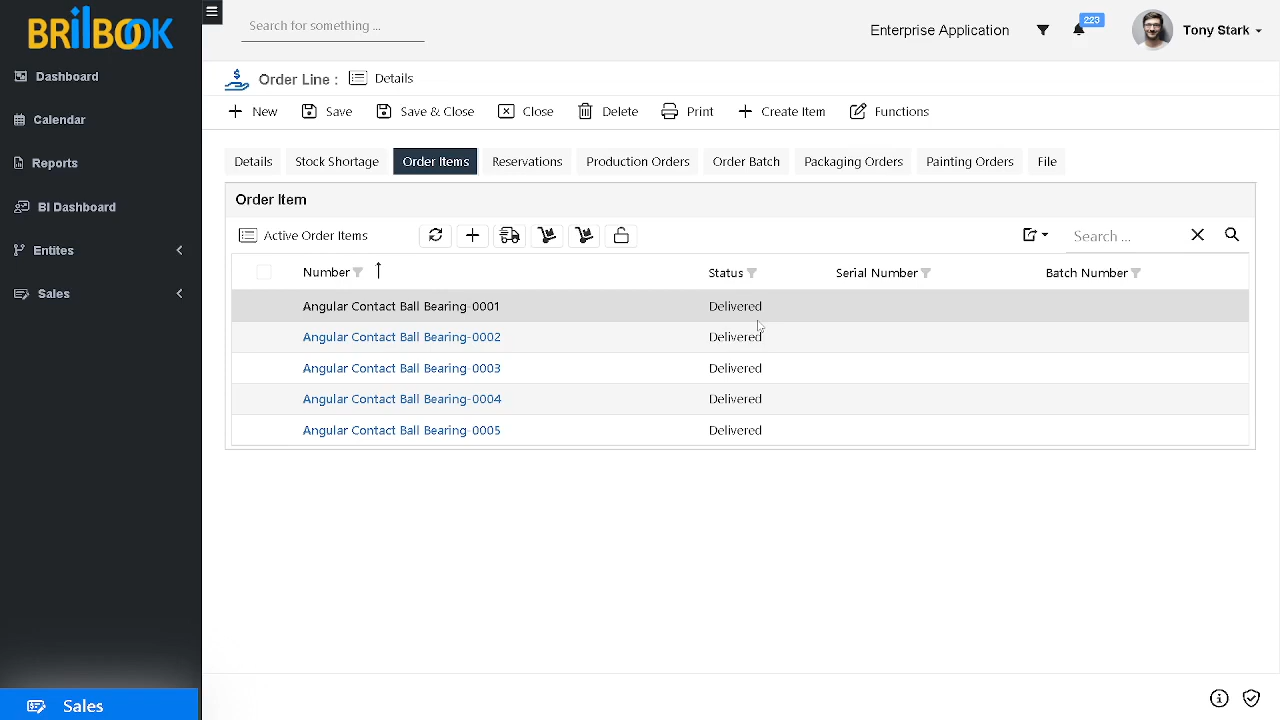 BRilBOOK
Search for something ...
Enterprise Application
223
Tony Stark
Dashboard
Calendar
Reports
BI Dashboard
Entites
Sales
Sales
Order Line : Details
New Save Save & Close Close Delete Print Create Item Functions
Details Stock Shortage Order Items Reservations Production Orders Order Batch Packaging Orders Painting Orders File
Order Item
Active Order Items
Search ...
Number Status Serial Number Batch Number
Angular Contact Ball Bearing-0001 Delivered
Angular Contact Ball Bearing-0002 Delivered
Angular Contact Ball Bearing-0003 Delivered
Angular Contact Ball Bearing-0004 Delivered
Angular Contact Ball Bearing-0005 Delivered